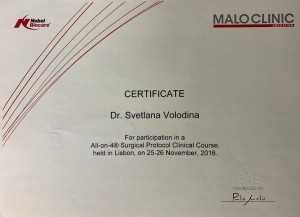 Nobel
Biocare
MALO CLINIC
EDUCATION
CERTIFICATE
Dr. Svetlana Volodina
For participation in a
All-on-4® Surgical Protocol Clinical Course,
held in Lisbon, on 25-26 November, 2016.